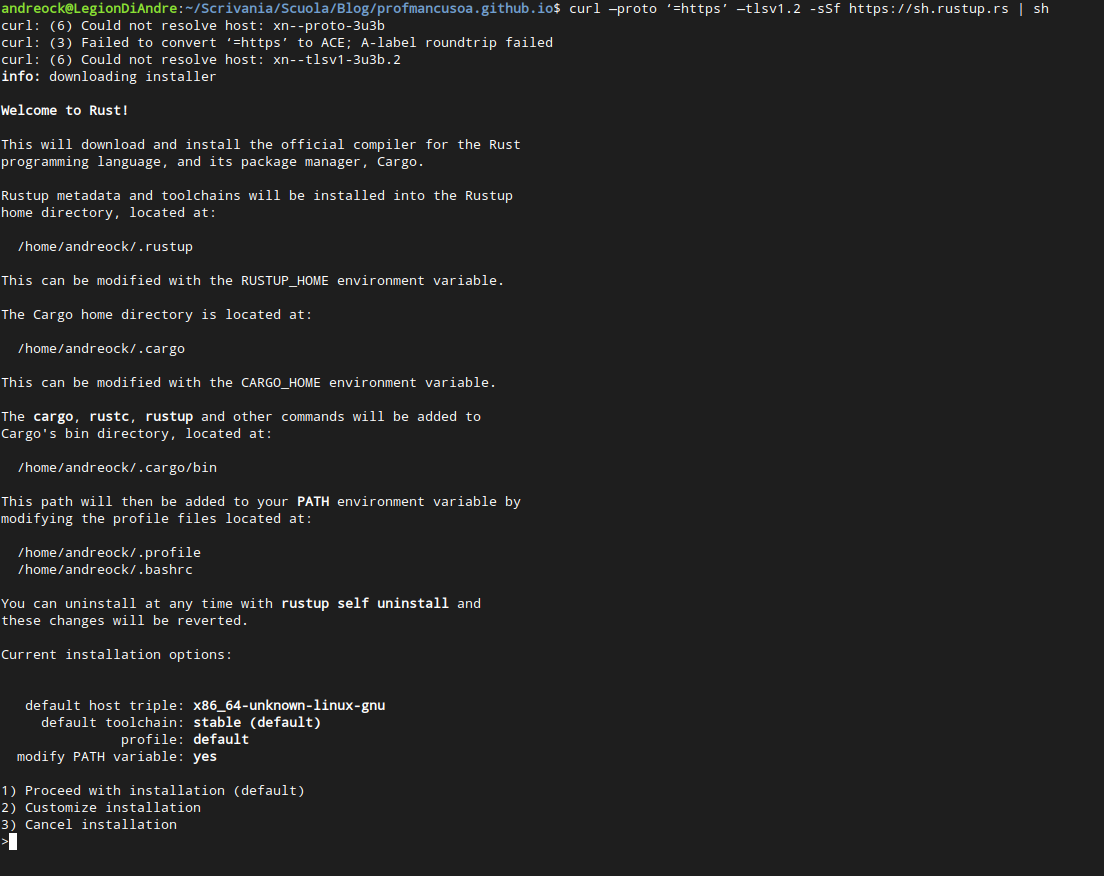 andreock@LegionDiAndre:~/Scrivania/Scuola/Blog/profmancusoa.github.io$ curl –proto ‘=https’ –tlsv1.2 -sSf https://sh.rustup.rs | sh
curl: (6) Could not resolve host: xn--proto-3u3b
curl: (3) Failed to convert ‘=https’ to ACE; A-label roundtrip failed
curl: (6) Could not resolve host: xn--tlsv1-3u3b.2
info: downloading installer
Welcome to Rust!
This will download and install the official compiler for the Rust
programming language, and its package manager, Cargo.
Rustup metadata and toolchains will be installed into the Rustup
home directory, located at:
/home/andreock/.rustup
This can be modified with the RUSTUP_HOME environment variable.
The Cargo home directory is located at:
/home/andreock/.cargo
This can be modified with the CARGO_HOME environment variable.
The cargo, rustc, rustup and other commands will be added to
Cargo's bin directory, located at:
/home/andreock/.cargo/bin
This path will then be added to your PATH environment variable by
modifying the profile files located at:
/home/andreock/.profile
/home/andreock/.bashrc
You can uninstall at any time with rustup self uninstall and
these changes will be reverted.
Current installation options:
default host triple: x86_64-unknown-linux-gnu
default toolchain: stable (default)
profile: default
modify PATH variable: yes
1) Proceed with installation (default)
2) Customize installation
3) Cancel installation
>